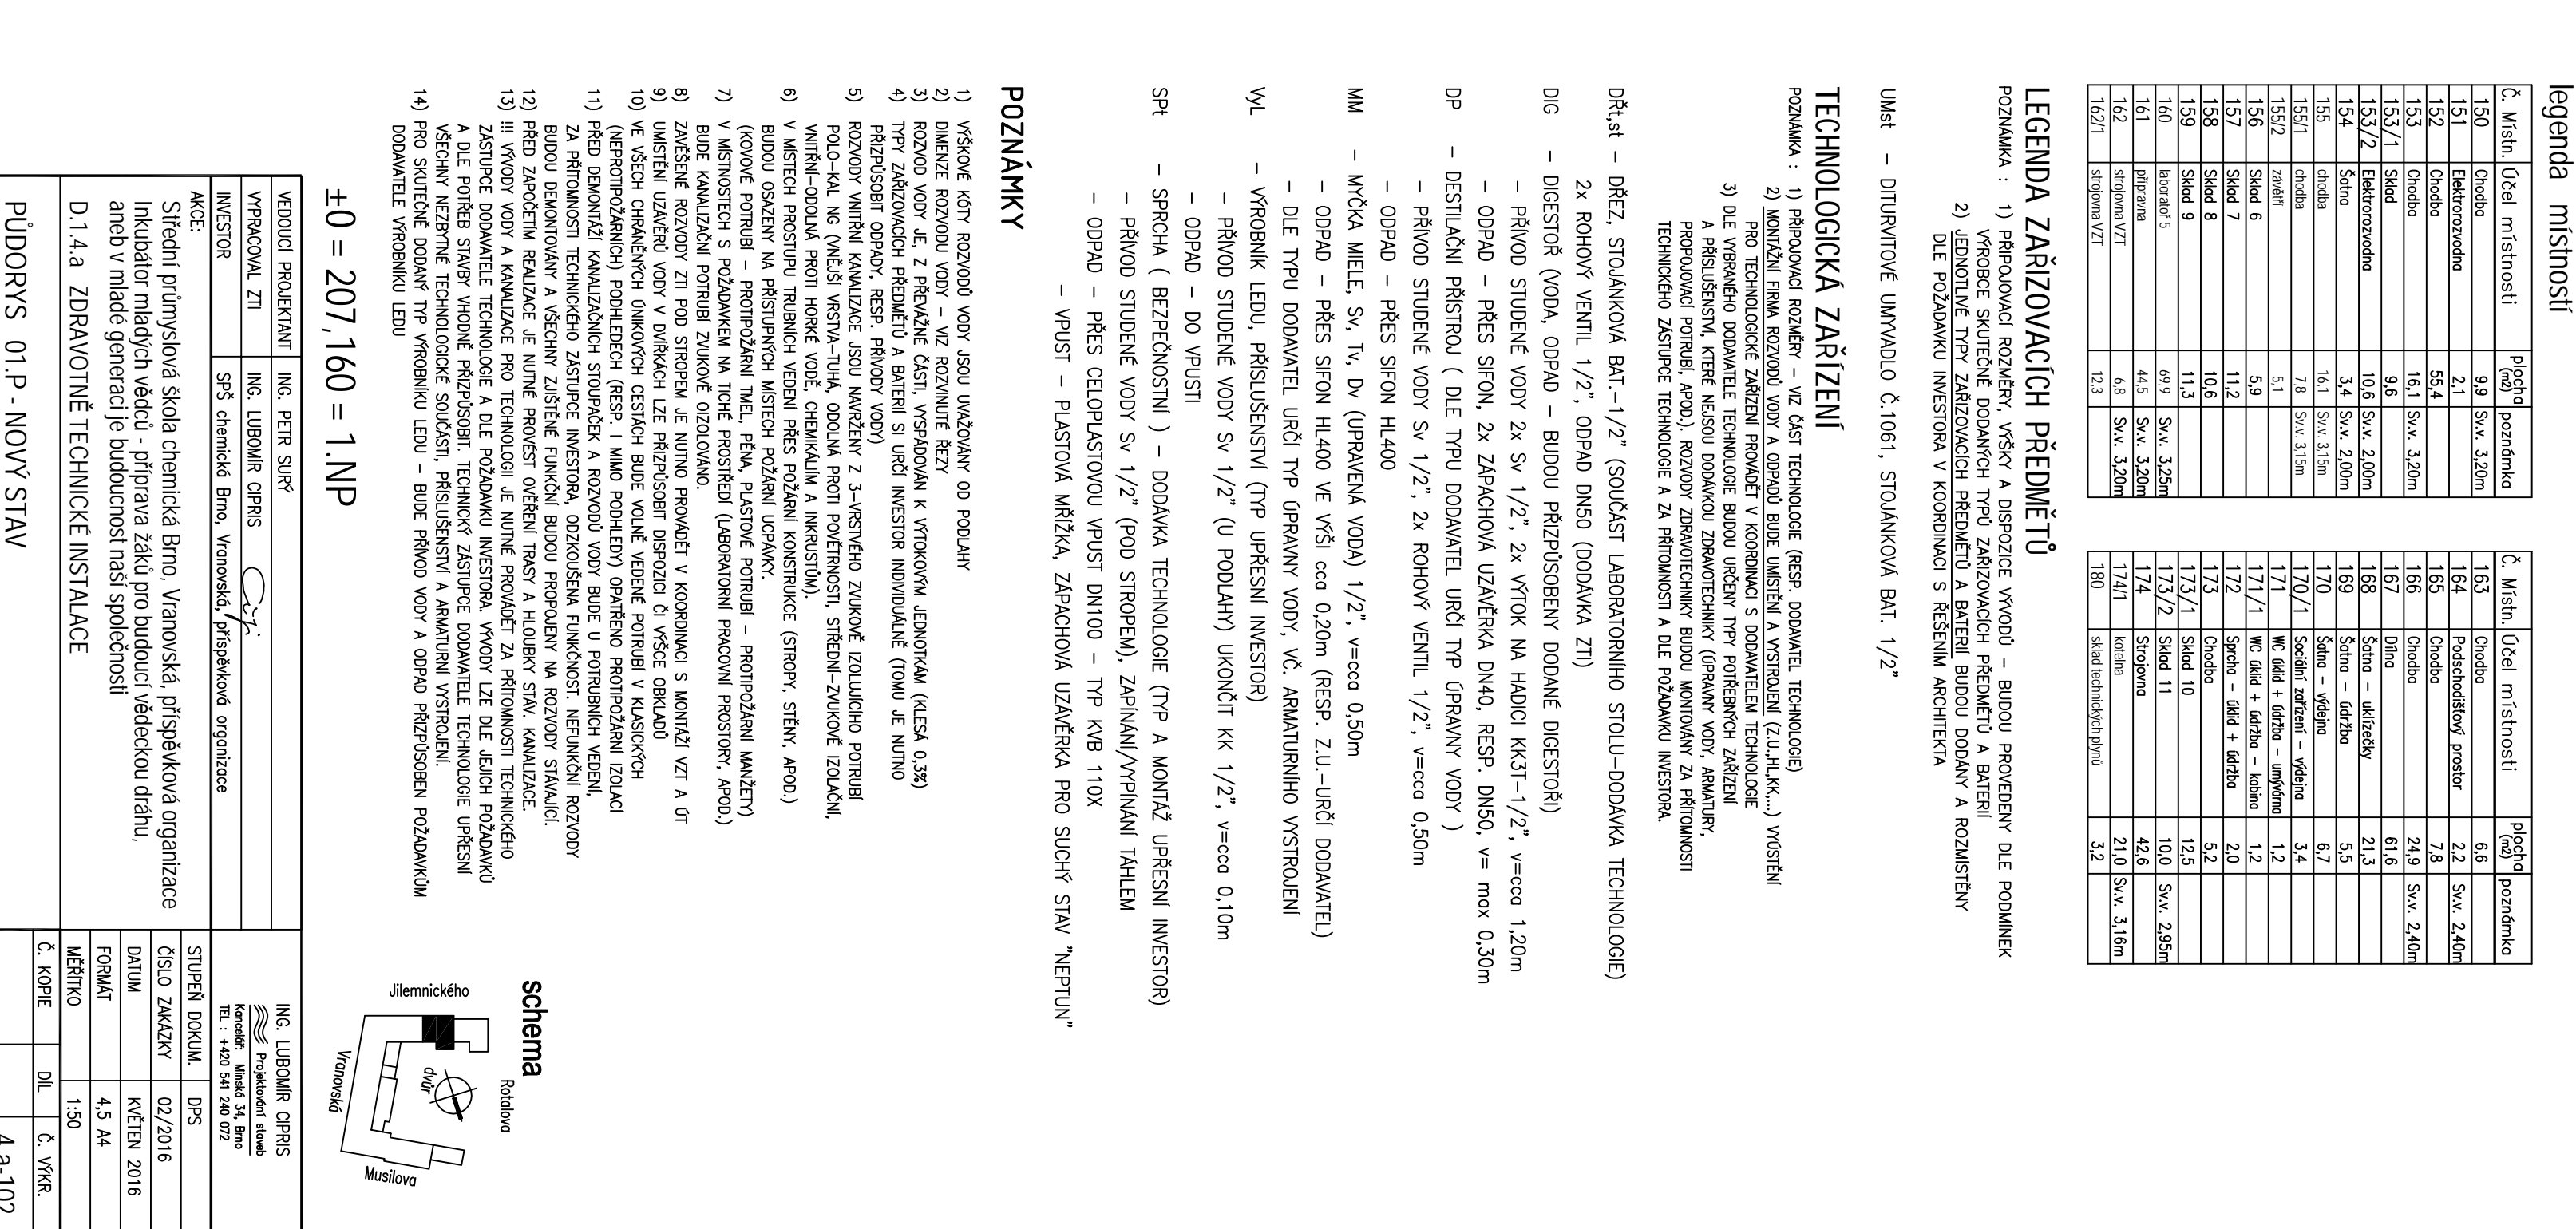 legenda místností
Č. Místn. Účel místnosti plocha (m2) poznámka
150 Chodba 9,9 Sv.v. 3,20m
151 Elektrorozvodna 2,1
152 Chodba 55,4
153 Chodba 16,1 Sv.v. 3,20m
153/1 Sklad 9,6
153/2 Elektrorozvodna 10,6 Sv.v. 2,00m
154 Šatna 3,4 Sv.v. 2,00m
155 chodba 16,1 Sv.v. 3,15m
155/1 chodba 7,8 Sv.v. 3,15m
155/2 závětří 5,1
156 Sklad 6 5,9
157 Sklad 7 11,2
158 Sklad 8 10,6
159 Sklad 9 11,3
160 laboratoř 5 69,9 Sv.v. 3,25m
161 přípravna 44,5 Sv.v. 3,20m
162 strojovna VZT 6,8 Sv.v. 3,20m
162/1 strojovna VZT 12,3
Č. Místn. Účel místnosti plocha (m2) poznámka
163 Chodba 6,6
164 Podschodišťový prostor 2,2 Sv.v. 2,40m
165 Chodba 7,8
166 Chodba 24,9 Sv.v. 2,40m
167 Dílna 61,6
168 Šatna – uklízečky 21,3
169 Šatna – údržba 5,5
170 Šatna – výdejna 6,7
170/1 Sociální zařízení – výdejna 3,4
171 WC úklid + údržba – umývárna 1,2
171/1 WC úklid + údržba – kabina 1,2
172 Sprcha – úklid + údržba 2,0
173 Chodba 5,2
173/1 Sklad 10 12,5
173/2 Sklad 11 10,0 Sv.v. 2,95m
174 Strojovna 42,6
174/1 kotelna 21,0 Sv.v. 3,16m
180 sklad technických plynů 3,2
LEGENDA ZAŘIZOVACÍCH PŘEDMĚTŮ
POZNÁMKA : 1) PŘIPOJOVACÍ ROZMĚRY, VÝŠKY A DISPOZICE VÝVODŮ – BUDOU PROVEDENY DLE PODMÍNEK
VÝROBCE SKUTEČNĚ DODANÝCH TYPŮ ZAŘIZOVACÍCH PŘEDMĚTŮ A BATERIÍ
2) JEDNOTLIVÉ TYPY ZAŘIZOVACÍCH PŘEDMĚTŮ A BATERIÍ BUDOU DODÁNY A ROZMÍSTĚNY
DLE POŽADAVKU INVESTORA V KOORDINACI S ŘEŠENÍM ARCHITEKTA
UMst – DITURVITOVÉ UMYVADLO Č.1061, STOJÁNKOVÁ BAT. 1/2"
TECHNOLOGICKÁ ZAŘÍZENÍ
POZNÁMKA : 1) PŘIPOJOVACÍ ROZMĚRY – VIZ ČÁST TECHNOLOGIE (RESP. DODAVATEL TECHNOLOGIE)
2) MONTÁŽNÍ FIRMA ROZVODŮ VODY A ODPADŮ BUDE UMÍSTĚNÍ A VYSTROJENÍ (Z.U.,HL,KK,...) VYÚSTĚNÍ
PRO TECHNOLOGICKÉ ZAŘÍZENÍ PROVÁDĚT V KOORDINACI S DODAVATELEM TECHNOLOGIE
3) DLE VYBRANÉHO DODAVATELE TECHNOLOGIE BUDOU URČENY TYPY POTŘEBNÝCH ZAŘÍZENÍ
A PŘÍSLUŠENSTVÍ, KTERÉ NEJSOU DODÁVKOU ZDRAVOTECHNIKY (ÚPRAVNY VODY, ARMATURY,
PROPOJOVACÍ POTRUBÍ, APOD.). ROZVODY ZDRAVOTECHNIKY BUDOU MONTOVÁNY ZA PŘÍTOMNOSTI
TECHNICKÉHO ZÁSTUPCE TECHNOLOGIE A ZA PŘÍTOMNOSTI A DLE POŽADAVKU INVESTORA.
DŘt,st – DŘEZ, STOJÁNKOVÁ BAT.–1/2" (SOUČÁST LABORATORNÍHO STOLU–DODÁVKA TECHNOLOGIE)
2x ROHOVÝ VENTIL 1/2", ODPAD DN50 (DODÁVKA ZTI)
DIG – DIGESTOŘ (VODA, ODPAD – BUDOU PŘIZPŮSOBENY DODANÉ DIGESTOŘI)
– PŘÍVOD STUDENÉ VODY 2x Sv 1/2", 2x VÝTOK NA HADICI KK3T–1/2", v=cca 1,20m
– ODPAD – PŘES SIFON, 2x ZÁPACHOVÁ UZÁVĚRKA DN40, RESP. DN50, v= max 0,30m
DP – DESTILAČNÍ PŘÍSTROJ ( DLE TYPU DODAVATEL URČÍ TYP ÚPRAVNY VODY )
– PŘÍVOD STUDENÉ VODY Sv 1/2", 2x ROHOVÝ VENTIL 1/2", v=cca 0,50m
– ODPAD – PŘES SIFON HL400
MM – MYČKA MIELE, Sv, Tv, Dv (UPRAVENÁ VODA) 1/2", v=cca 0,50m
– ODPAD – PŘES SIFON HL400 VE VÝŠI cca 0,20m (RESP. Z.U.–URČÍ DODAVATEL)
– DLE TYPU DODAVATEL URČÍ TYP ÚPRAVNY VODY, VČ. ARMATURNÍHO VYSTROJENÍ
VyL – VÝROBNÍK LEDU, PŘÍSLUŠENSTVÍ (TYP UPŘESNÍ INVESTOR)
– PŘÍVOD STUDENÉ VODY Sv 1/2" (U PODLAHY) UKONČIT KK 1/2", v=cca 0,10m
– ODPAD – DO VPUSTI
SPt – SPRCHA ( BEZPEČNOSTNÍ ) – DODÁVKA TECHNOLOGIE (TYP A MONTÁŽ UPŘESNÍ INVESTOR)
– PŘÍVOD STUDENÉ VODY Sv 1/2" (POD STROPEM), ZAPÍNÁNÍ/VYPÍNÁNÍ TÁHLEM
– ODPAD – PŘES CELOPLASTOVOU VPUST DN100 – TYP KVB 110X
– VPUST – PLASTOVÁ MŘÍŽKA, ZÁPACHOVÁ UZÁVĚRKA PRO SUCHÝ STAV "NEPTUN"
POZNÁMKY
1) VÝŠKOVÉ KÓTY ROZVODŮ VODY JSOU UVAŽOVÁNY OD PODLAHY
2) DIMENZE ROZVODU VODY – VIZ ROZVINUTÉ ŘEZY
3) ROZVOD VODY JE, Z PŘEVÁŽNÉ ČÁSTI, VYSPÁDOVÁN K VÝTOKOVÝM JEDNOTKÁM (KLESÁ 0,3%)
4) TYPY ZAŘIZOVACÍCH PŘEDMĚTŮ A BATERIÍ SI URČÍ INVESTOR INDIVIDUÁLNĚ (TOMU JE NUTNO
PŘIZPŮSOBIT ODPADY, RESP. PŘÍVODY VODY)
5) ROZVODY VNITŘNÍ KANALIZACE JSOU NAVRŽENY Z 3–VRSTVÉHO ZVUKOVĚ IZOLUJÍCÍHO POTRUBÍ
POLO–KAL NG (VNĚJŠÍ VRSTVA–TUHÁ, ODOLNÁ PROTI POVĚTRNOSTI, STŘEDNÍ–ZVUKOVĚ IZOLAČNÍ,
VNITŘNÍ–ODOLNÁ PROTI HORKÉ VODĚ, CHEMIKÁLIÍM A INKRUSTÚM).
6) V MÍSTECH PROSTUPU TRUBNÍCH VEDENÍ PŘES POŽÁRNÍ KONSTRUKCE (STROPY, STĚNY, APOD.)
BUDOU OSAZENY NA PŘÍSTUPNÝCH MÍSTECH POŽÁRNÍ UCPÁVKY.
(KOVOVÉ POTRUBÍ – PROTIPOŽÁRNÍ TMEL, PĚNA, PLASTOVÉ POTRUBÍ – PROTIPOŽÁRNÍ MANŽETY)
7) V MÍSTNOSTECH S POŽADAVKEM NA TICHÉ PROSTŘEDÍ (LABORATORNÍ PRACOVNÍ PROSTORY, APOD.)
BUDE KANALIZAČNÍ POTRUBÍ ZVUKOVĚ OIZOLOVÁNO.
8) ZAVĚŠENÉ ROZVODY ZTI POD STROPEM JE NUTNO PROVÁDĚT V KOORDINACI S MONTÁŽÍ VZT A ÚT
9) UMÍSTĚNÍ UZÁVĚRŮ VODY V DVÍŘKÁCH LZE PŘIZPŮSOBIT DISPOZICI ČI VÝŠCE OBKLADŮ
10) VE VŠECH CHRÁNĚNÝCH ÚNIKOVÝCH CESTÁCH BUDE VOLNĚ VEDENÉ POTRUBÍ V KLASICKÝCH
(NEPROTIPOŽÁRNÍCH) PODHLEDECH (RESP. I MIMO PODHLEDY) OPATŘENO PROTIPOŽÁRNÍ IZOLACÍ
11) PŘED DEMONTÁŽÍ KANALIZAČNÍCH STOUPAČEK A ROZVODŮ VODY BUDE U POTRUBNÍCH VEDENÍ,
ZA PŘÍTOMNOSTI TECHNICKÉHO ZÁSTUPCE INVESTORA, ODZKOUŠENA FUNKČNOST. NEFUNKČNÍ ROZVODY
BUDOU DEMONTOVÁNY A VŠECHNY ZJIŠTĚNÉ FUNKČNÍ BUDOU PROPOJENY NA ROZVODY STÁVAJÍCÍ.
12) PŘED ZAPOČETÍM REALIZACE JE NUTNÉ PROVÉST OVĚŘENÍ TRASY A HLOUBKY STÁV. KANALIZACE.
13) !!! VÝVODY VODY A KANALIZACE PRO TECHNOLOGII JE NUTNÉ PROVÁDĚT ZA PŘÍTOMNOSTI TECHNICKÉHO
ZÁSTUPCE DODAVATELE TECHNOLOGIE A DLE POŽADAVKU INVESTORA. VÝVODY LZE DLE JEJICH POŽADAVKŮ
A DLE POTŘEB STAVBY VHODNĚ PŘIZPŮSOBIT. TECHNICKÝ ZÁSTUPCE DODAVATELE TECHNOLOGIE UPŘESNÍ
VŠECHNY NEZBYTNÉ TECHNOLOGICKÉ SOUČÁSTI, PŘÍSLUŠENSTVÍ A ARMATURNÍ VYSTROJENÍ.
14) PRO SKUTEČNĚ DODANÝ TYP VÝROBNÍKU LEDU – BUDE PŘÍVOD VODY A ODPAD PŘIZPŮSOBEN POŽADAVKŮM
DODAVATELE VÝROBNÍKU LEDU
schema
Rotalova
Jilemnického
dvůr
Vranovská
Musilova
±0 = 207,160 = 1.NP
VEDOUCÍ PROJEKTANT ING. PETR SURÝ
VYPRACOVAL ZTI ING. LUBOMÍR CIPRIS
INVESTOR SPŠ chemická Brno, Vranovská, příspěvková organizace
ING. LUBOMÍR CIPRIS
Projektování staveb
Kancelář: Minská 34, Brno
TEL : +420 541 240 072
AKCE:
Střední průmyslová škola chemická Brno, Vranovská, příspěvková organizace
Inkubátor mladých vědců - příprava žáků pro budoucí vědeckou dráhu,
aneb v mladé generaci je budoucnost naší společnosti
STUPEŇ DOKUM. DPS
ČÍSLO ZAKÁZKY 02/2016
DATUM KVĚTEN 2016
FORMÁT 4,5 A4
MĚŘÍTKO 1:50
D.1.4.a ZDRAVOTNĚ TECHNICKÉ INSTALACE
Č. KOPIE DÍL Č. VÝKR.
PŮDORYS 01.P - NOVÝ STAV
4.a-102